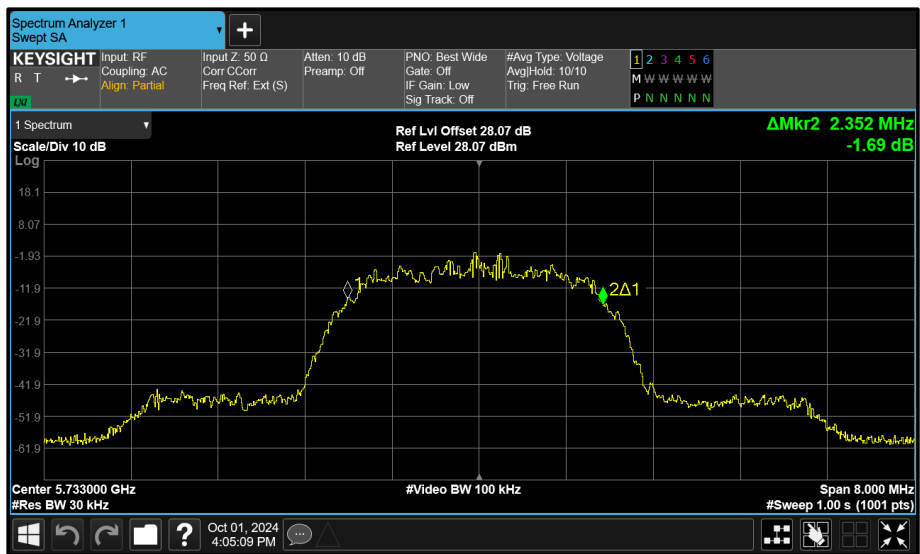 Spectrum Analyzer 1
Swept SA
+
KEYSIGHT
R T
LXI
Input: RF
Coupling: AC
Align: Partial
Input Z: 50 Ω
Corr CCorr
Freq Ref: Ext (S)
Atten: 10 dB
Preamp: Off
PNO: Best Wide
Gate: Off
IF Gain: Low
Sig Track: Off
#Avg Type: Voltage
Avg|Hold: 10/10
Trig: Free Run
1 2 3 4 5 6
M W W W W W
P N N N N N
1 Spectrum
Scale/Div 10 dB
Ref Lvl Offset 28.07 dB
Ref Level 28.07 dBm
ΔMkr2 2.352 MHz
-1.69 dB
Log
18.1
8.07
-1.93
-11.9
-21.9
-31.9
-41.9
-51.9
-61.9
1
2Δ1
Center 5.733000 GHz
#Res BW 30 kHz
#Video BW 100 kHz
Span 8.000 MHz
#Sweep 1.00 s (1001 pts)
?
Oct 01, 2024
4:05:09 PM